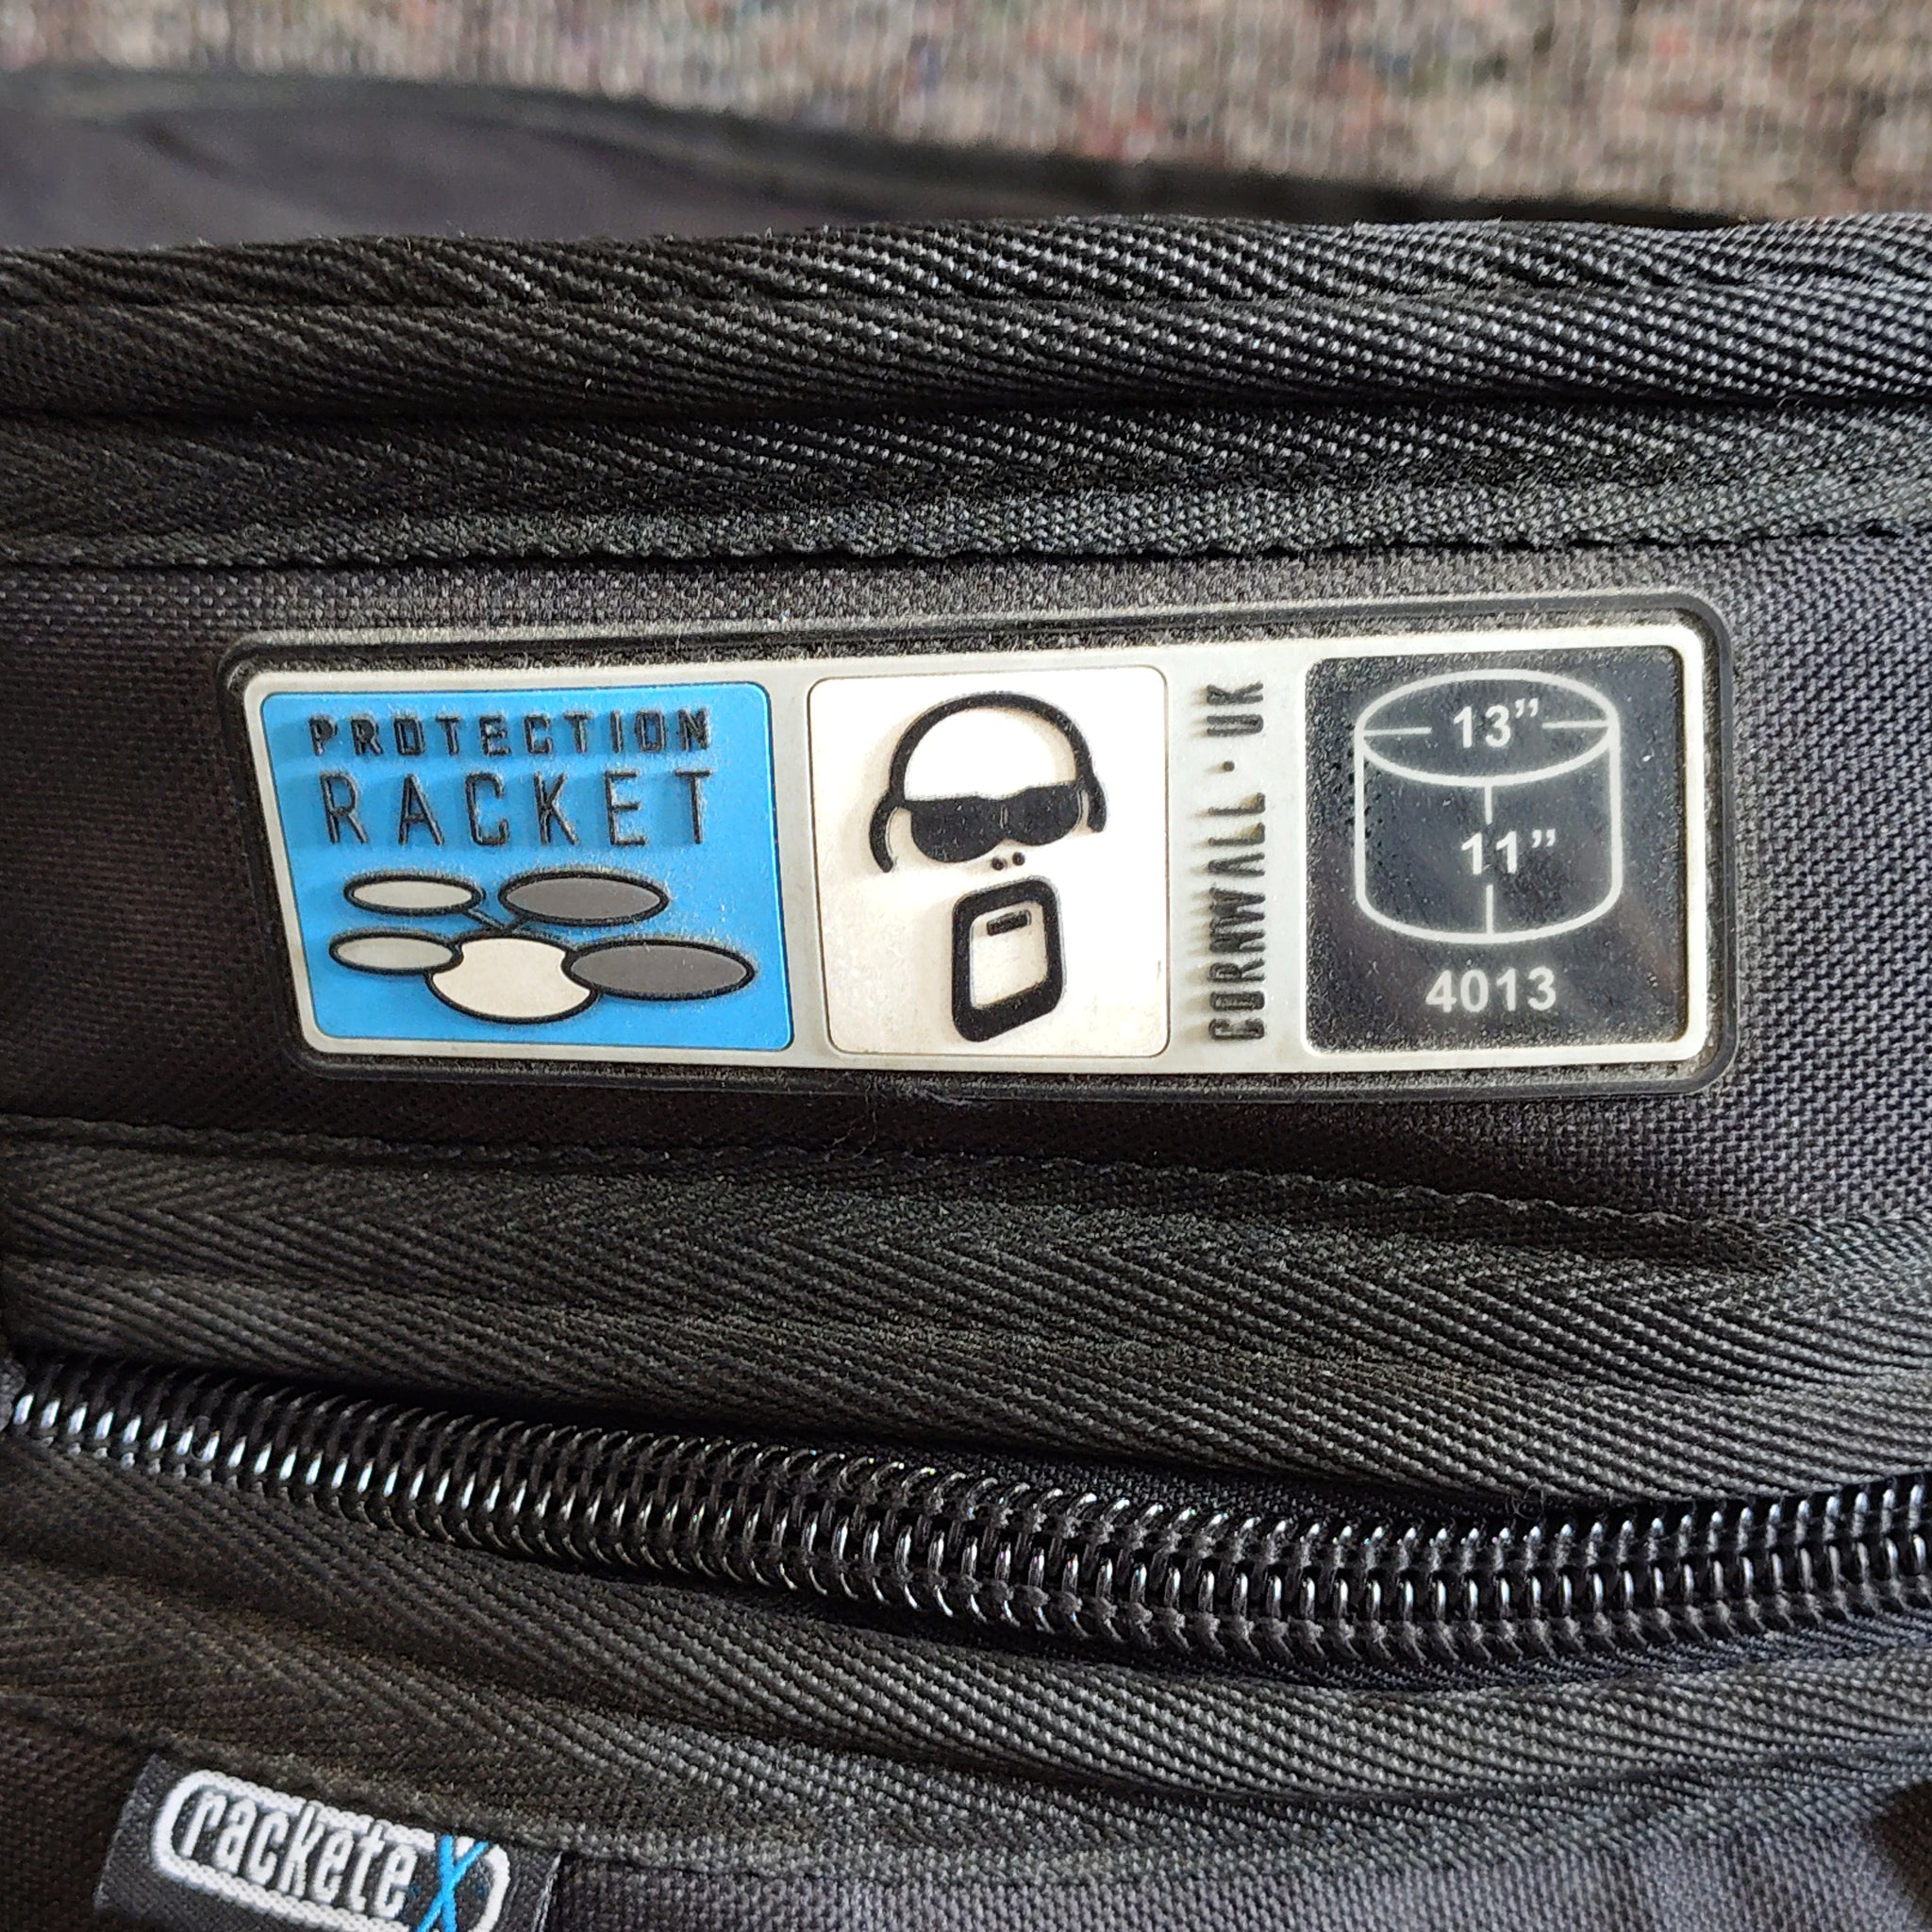 PROTECTION
RACKET
CORNWALL · UK
13”
11”
4013
racketeX